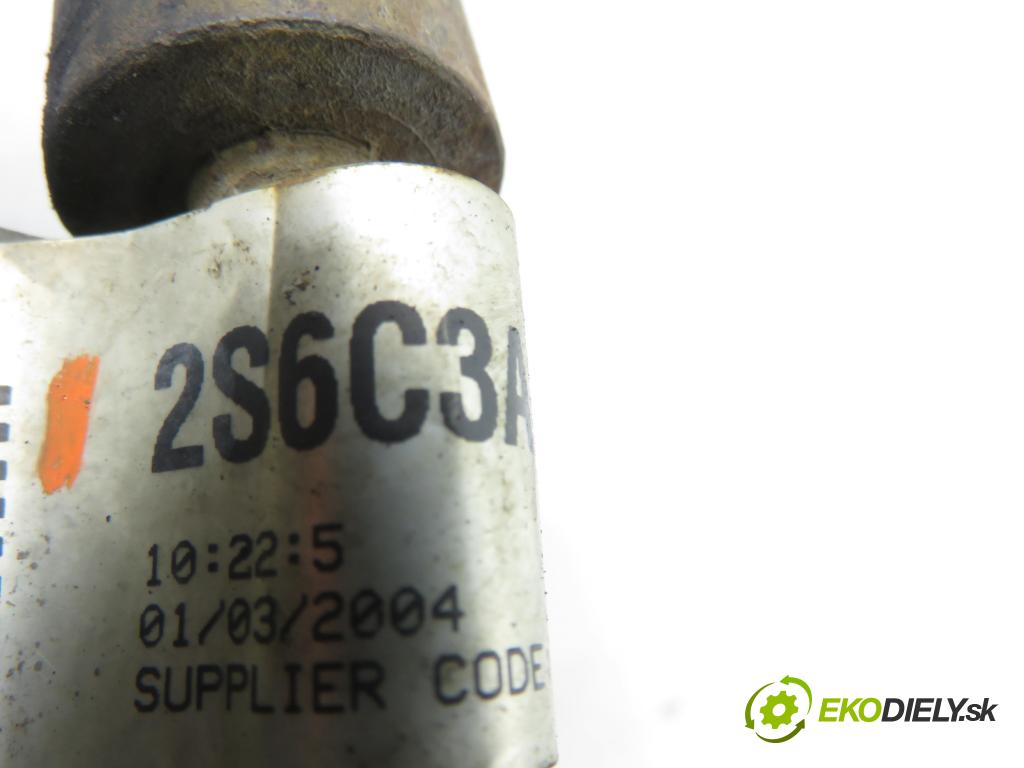 2S6C3A
10:22:5
01/03/2004
SUPPLIER CODE
EKODIELY.sk